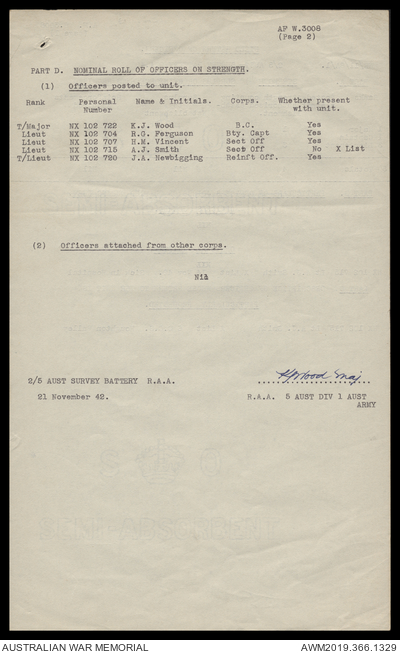 AF W.3008
(Page 2)
PART D. NOMINAL ROLL OF OFFICERS ON STRENGTH.
(1) Officers posted to unit.
Rank Personal Number Name & Initials. Corps. Whether present with unit.
T/Major NX 102 722 K.J. Wood B.C. Yes
Lieut NX 102 704 R.G. Ferguson Bty. Capt Yes
Lieut NX 102 707 H.M. Vincent Sect Off Yes
Lieut NX 102 715 A.J. Smith Sect Off No X List
T/Lieut NX 102 720 J.A. Newbigging Reinft Off. Yes
(2) Officers attached from other corps.
Nil
2/5 AUST SURVEY BATTERY R.A.A.
KJWood Maj
21 November 42.
R.A.A. 5 AUST DIV 1 AUST
ARMY
AUSTRALIAN WAR MEMORIAL
AWM2019.366.1329